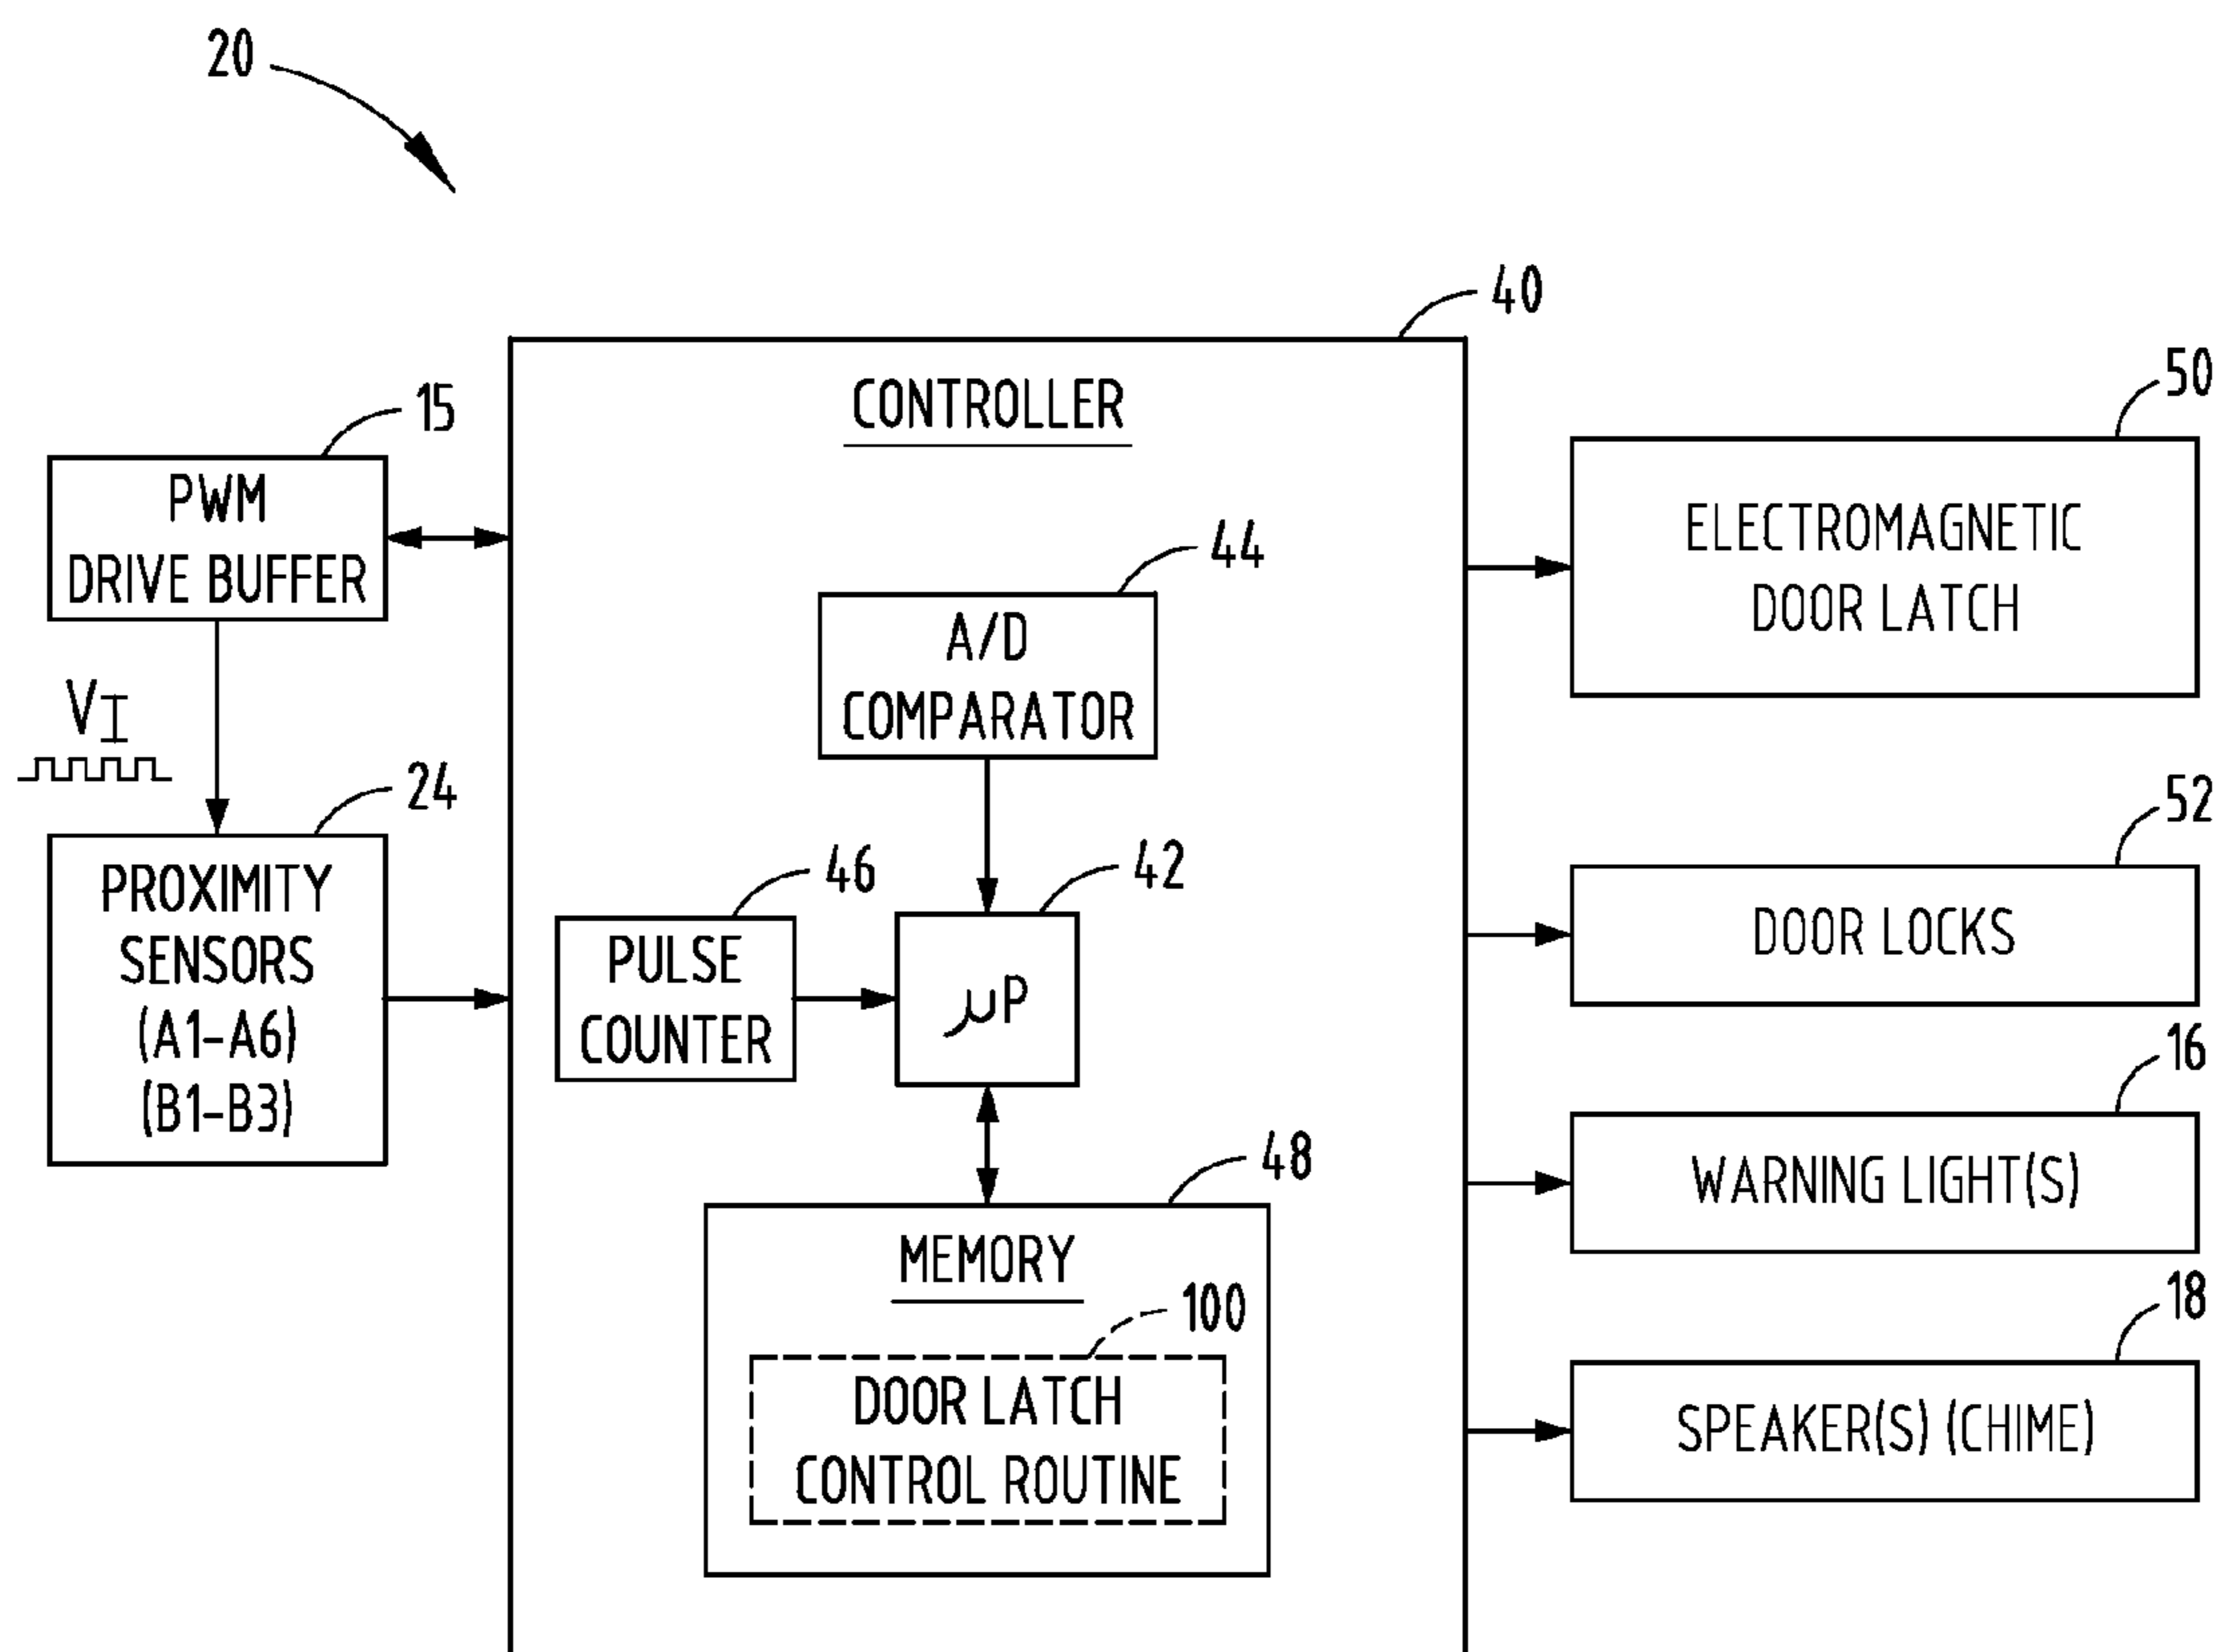 20
40
CONTROLLER
50
ELECTROMAGNETIC
DOOR LATCH
15
PWM
DRIVE BUFFER
VI
24
PROXIMITY
SENSORS
(A1-A6)
(B1-B3)
44
A/D
COMPARATOR
46
PULSE
COUNTER
42
μP
48
MEMORY
100
DOOR LATCH
CONTROL ROUTINE
52
DOOR LOCKS
16
WARNING LIGHT(S)
18
SPEAKER(S) (CHIME)